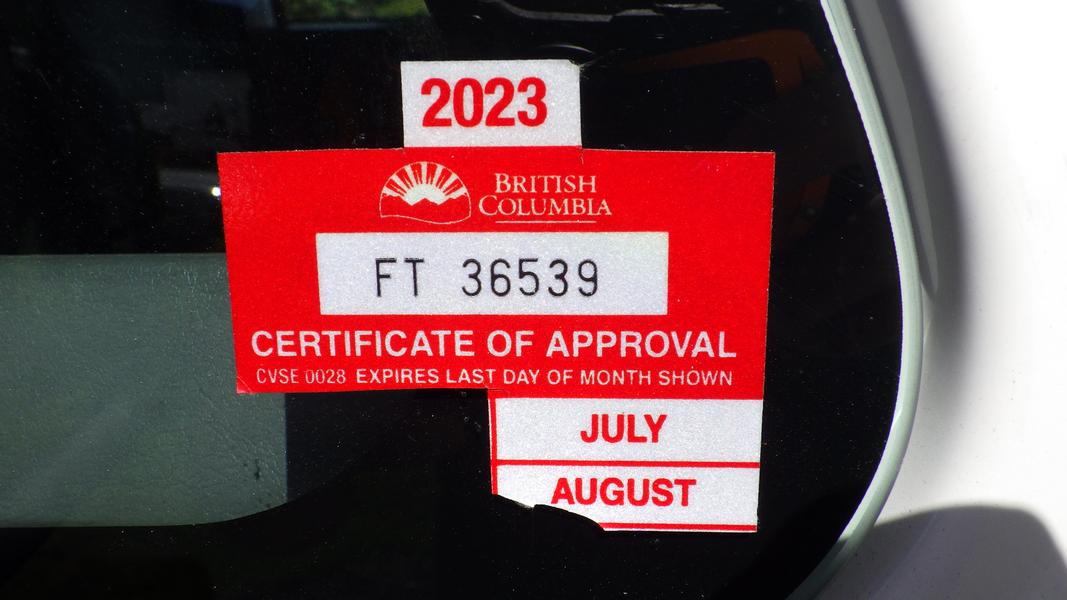 2023
BRITISH
COLUMBIA
FT 36539
CERTIFICATE OF APPROVAL
CVSE 0028 EXPIRES LAST DAY OF MONTH SHOWN
JULY
AUGUST